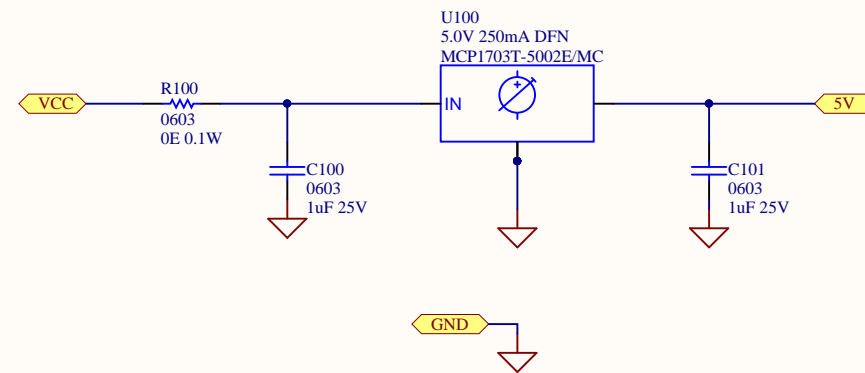 U100
5.0V 250mA DFN
MCP1703T-5002E/MC
VCC
R100
0603
0E 0.1W
IN
5V
C100
0603
1uF 25V
C101
0603
1uF 25V
GND